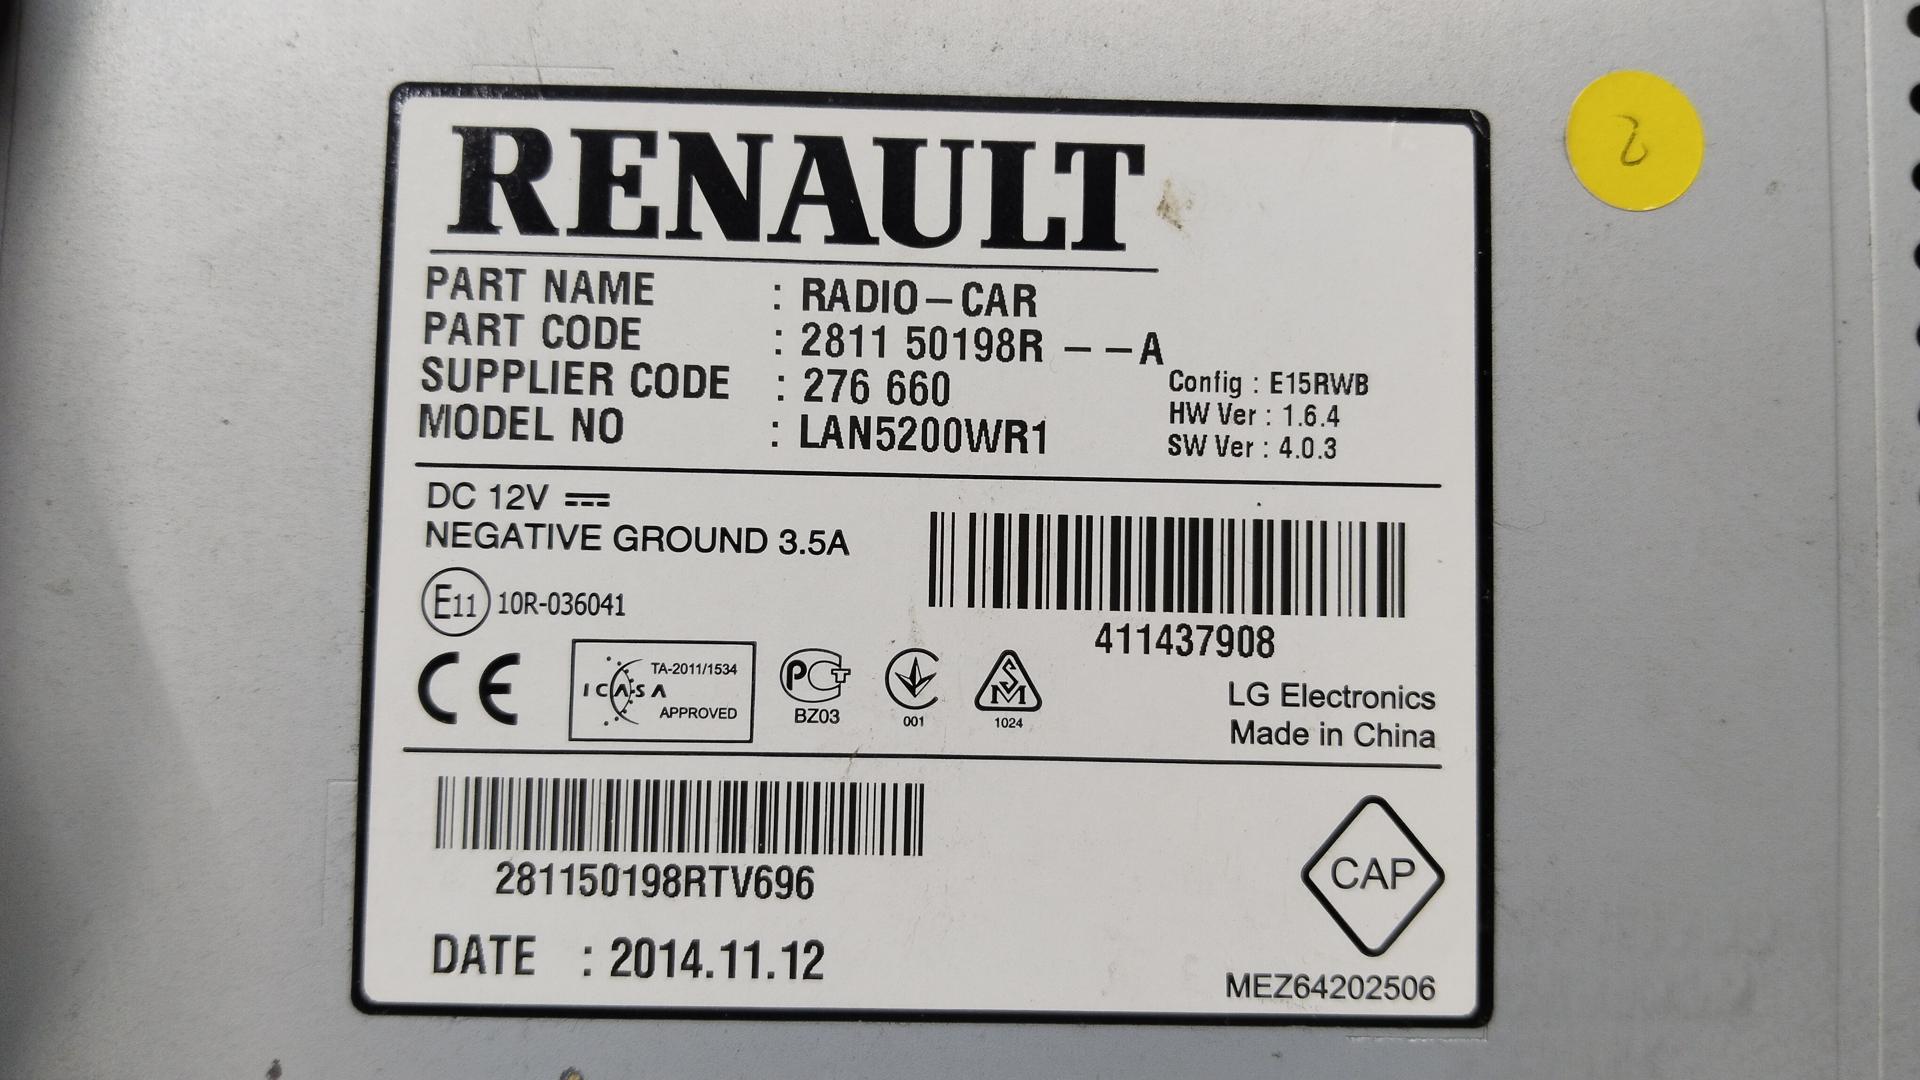 RENAULT
PART NAME : RADIO-CAR
PART CODE : 2811 50198R --A
SUPPLIER CODE : 276 660
MODEL NO : LAN5200WR1
Config : E15RWB
HW Ver : 1.6.4
SW Ver : 4.0.3
DC 12V
NEGATIVE GROUND 3.5A
E11 10R-036041
411437908
CE
TA-2011/1534
ICASA
APPROVED
PCT
BZ03
001
SM
1024
LG Electronics
Made in China
281150198RTV696
CAP
DATE : 2014.11.12
MEZ64202506